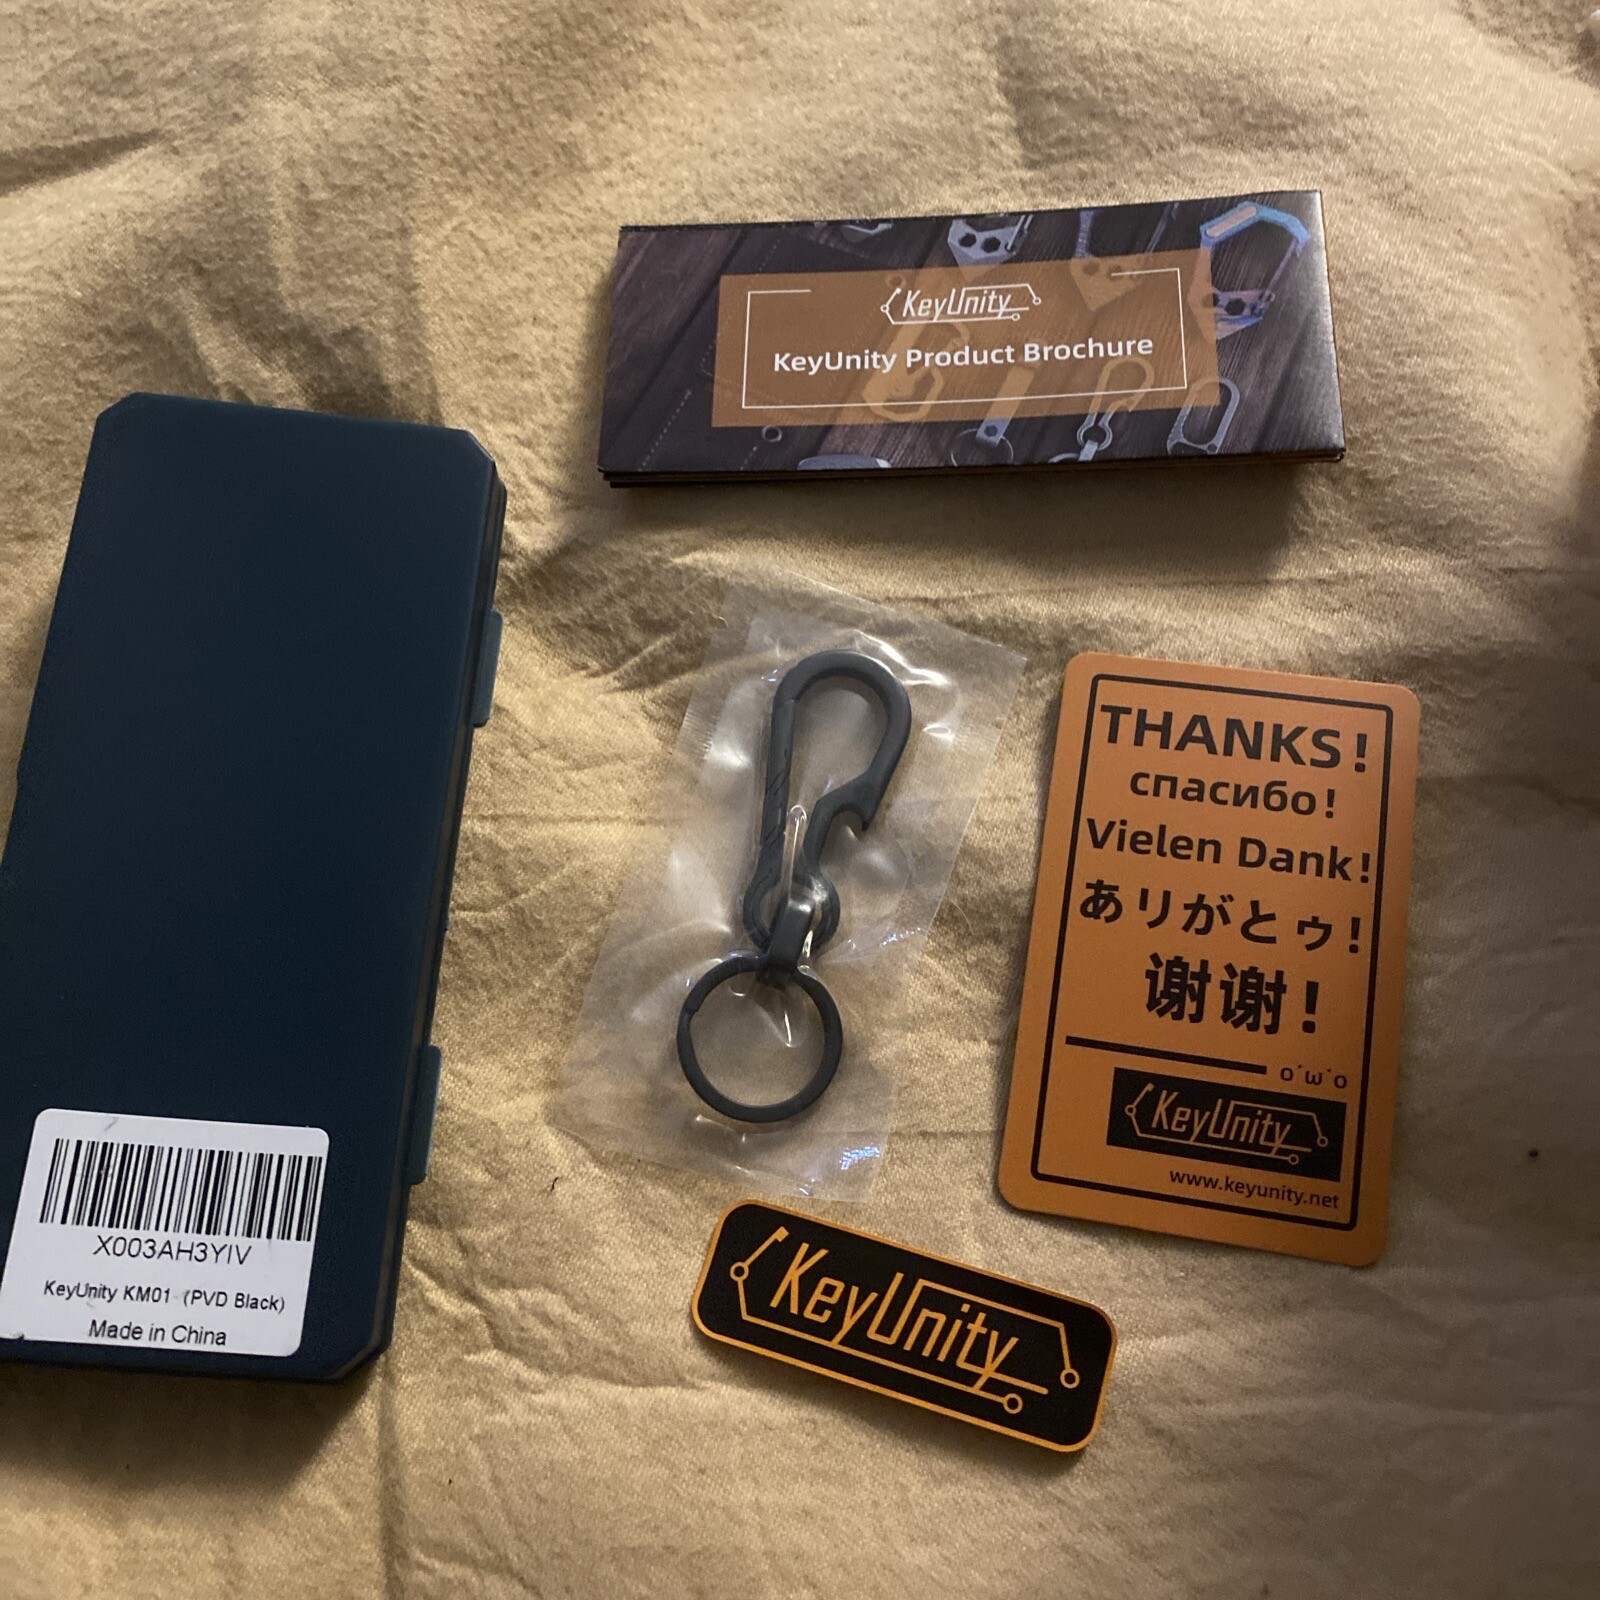 KeyUnity
KeyUnity Product Brochure
THANKS!
спасибо!
Vielen Dank!
ありがとゥ!
谢谢!
o´ω`o
KeyUnity
www.keyunity.net
X003AH3YIV
KeyUnity KM01 (PVD Black)
Made in China
KeyUnity